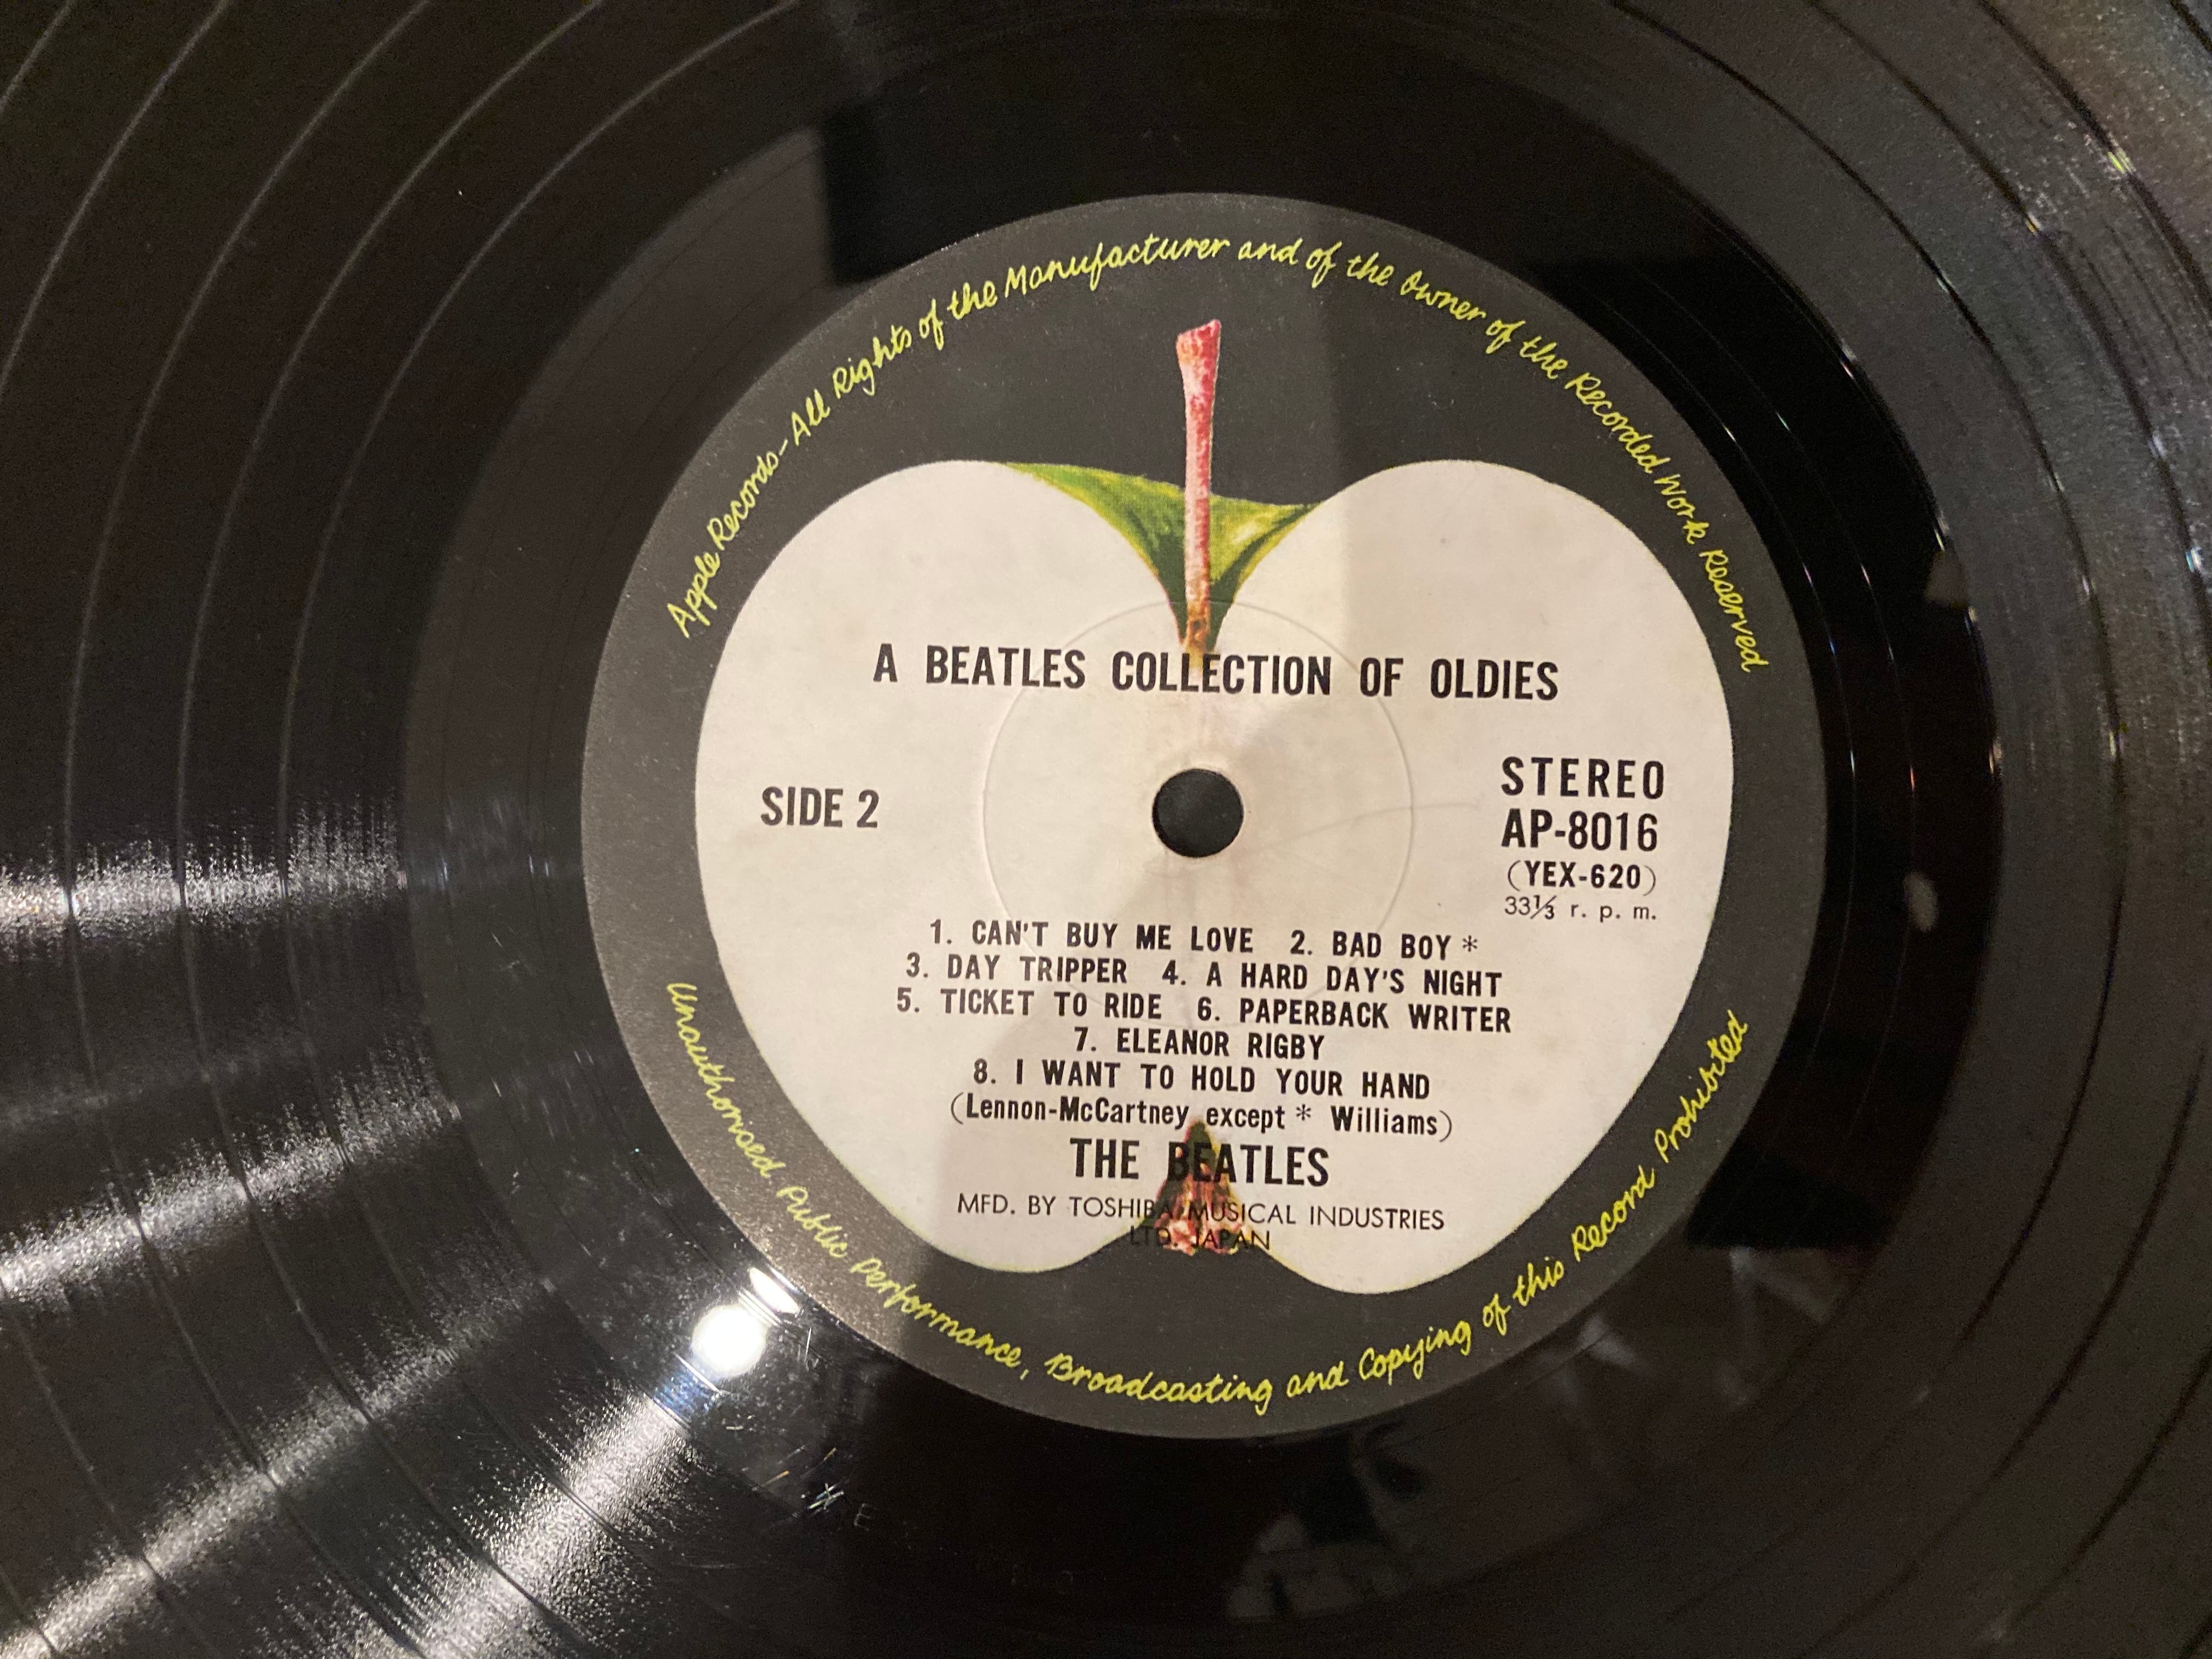 Apple Records-All Rights of the Manufacturer and of the Owner of the Recorded Work Reserved
A BEATLES COLLECTION OF OLDIES
SIDE 2
STEREO
AP-8016
(YEX-620)
33⅓ r. p. m.
1. CAN'T BUY ME LOVE 2. BAD BOY *
3. DAY TRIPPER 4. A HARD DAY'S NIGHT
5. TICKET TO RIDE 6. PAPERBACK WRITER
7. ELEANOR RIGBY
8. I WANT TO HOLD YOUR HAND
(Lennon-McCartney except * Williams)
THE BEATLES
MFD. BY TOSHIBA MUSICAL INDUSTRIES
LTD. JAPAN
Unauthorised Public Performance, Broadcasting and Copying of this Record Prohibited